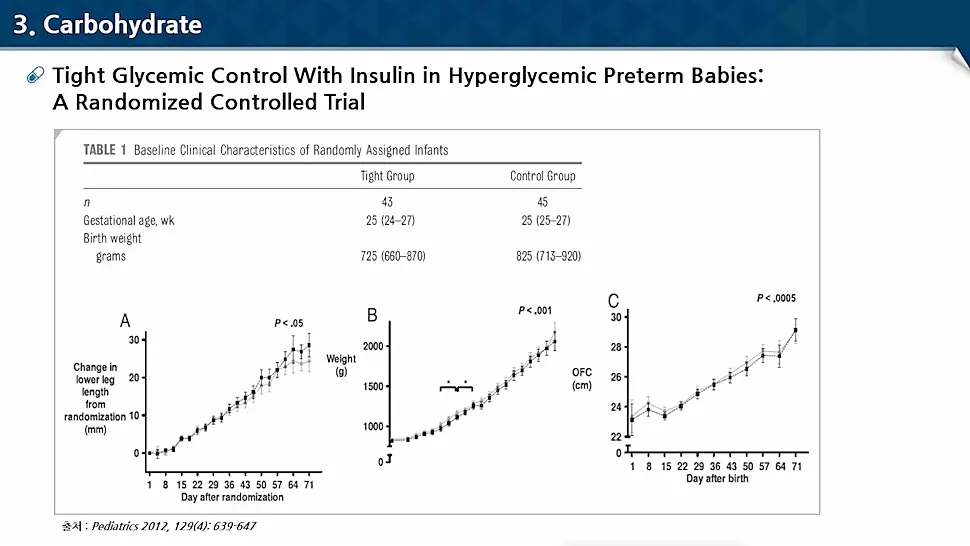 3. Carbohydrate
Tight Glycemic Control With Insulin in Hyperglycemic Preterm Babies:
A Randomized Controlled Trial
TABLE 1 Baseline Clinical Characteristics of Randomly Assigned Infants
Tight Group Control Group
n 43 45
Gestational age, wk 25 (24–27) 25 (25–27)
Birth weight
grams 725 (660–870) 825 (713–920)
A
P < .05
30
20
10
0
Change in
lower leg
length
from
randomization
(mm)
1 8 15 22 29 36 43 50 57 64 71
Day after randomization
B
P < .001
2000
1500
1000
0
Weight
(g)
* *
C
P < .0005
30
28
26
24
22
0
OFC
(cm)
1 8 15 22 29 36 43 50 57 64 71
Day after birth
출처 : Pediatrics 2012, 129(4): 639-647